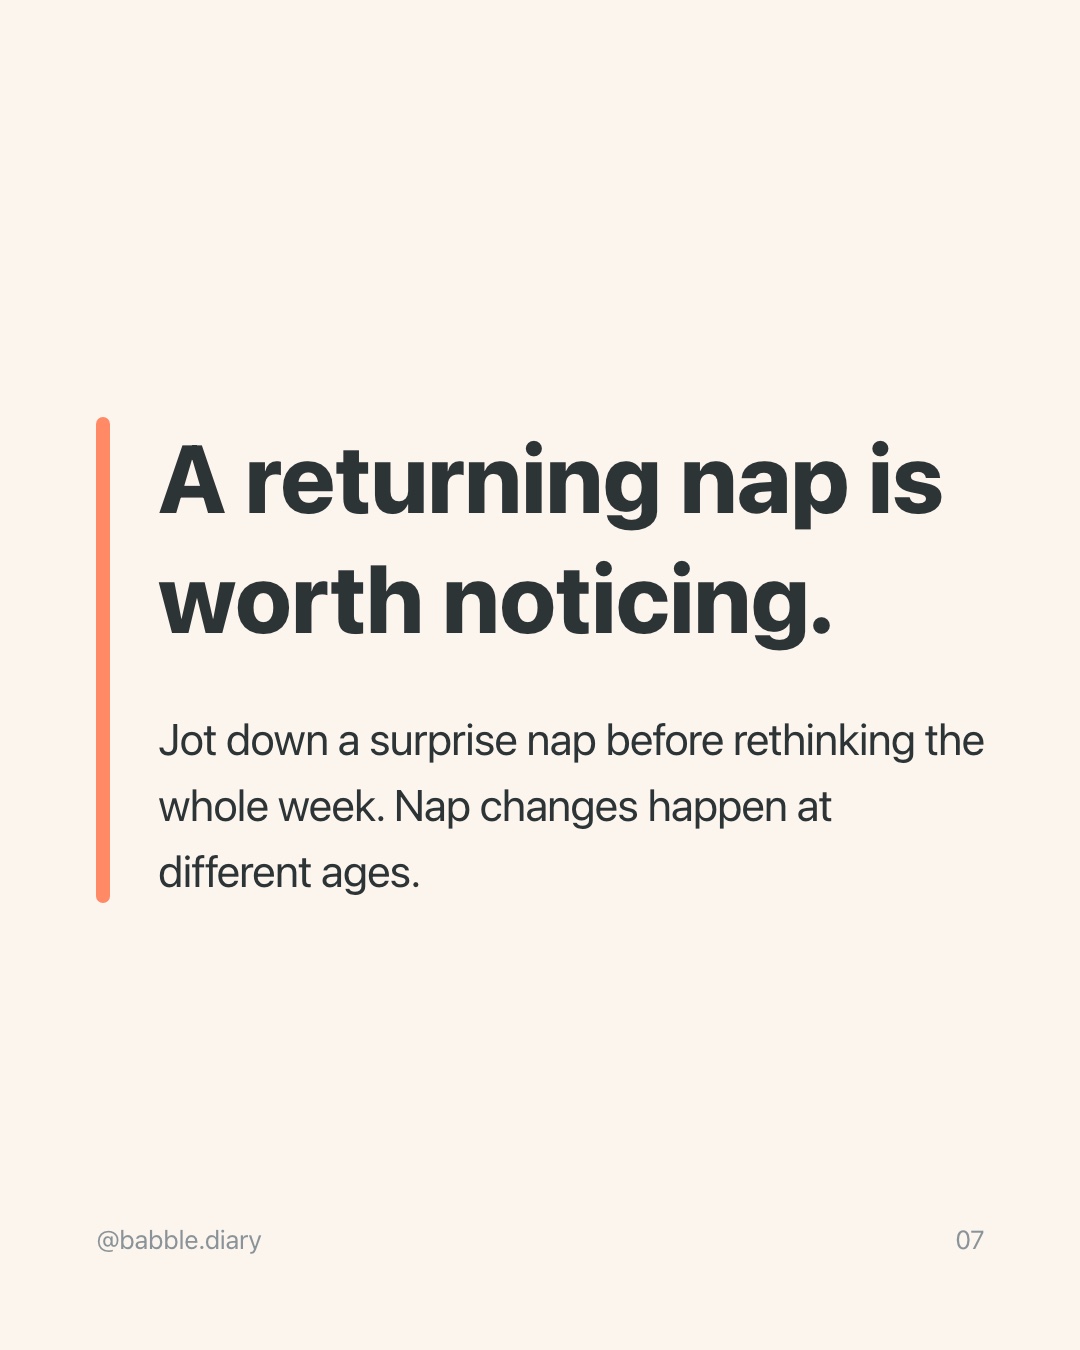 A returning nap is
worth noticing.
Jot down a surprise nap before rethinking the
whole week. Nap changes happen at
different ages.
@babble.diary
07